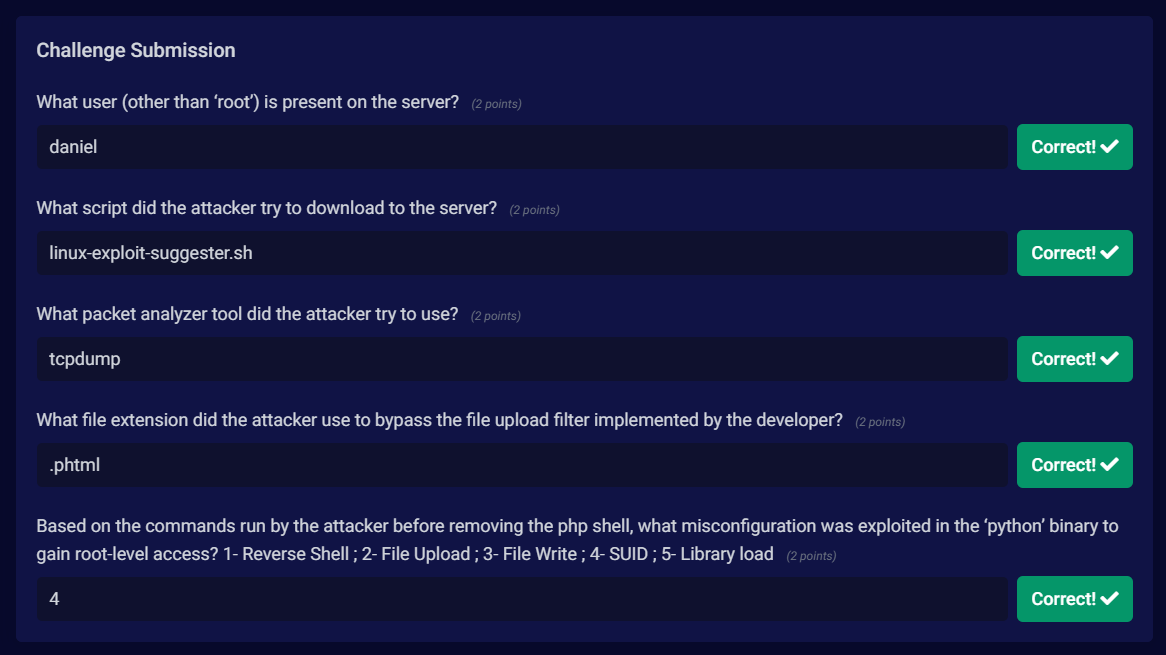 Challenge Submission
What user (other than ‘root’) is present on the server? (2 points)
daniel Correct!
What script did the attacker try to download to the server? (2 points)
linux-exploit-suggester.sh Correct!
What packet analyzer tool did the attacker try to use? (2 points)
tcpdump Correct!
What file extension did the attacker use to bypass the file upload filter implemented by the developer? (2 points)
.phtml Correct!
Based on the commands run by the attacker before removing the php shell, what misconfiguration was exploited in the ‘python’ binary to
gain root-level access? 1- Reverse Shell ; 2- File Upload ; 3- File Write ; 4- SUID ; 5- Library load (2 points)
4 Correct!